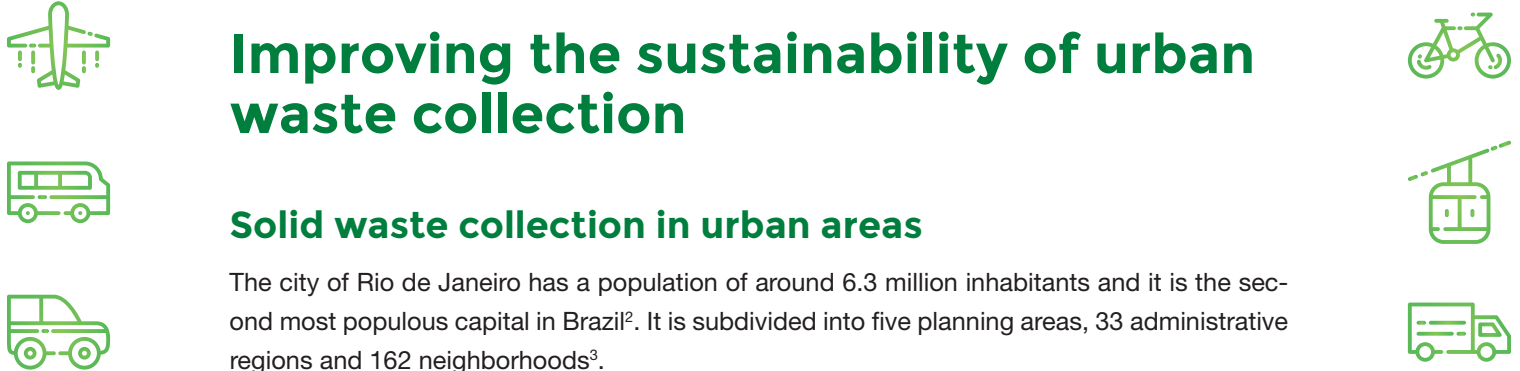 Improving the sustainability of urban
waste collection
Solid waste collection in urban areas
The city of Rio de Janeiro has a population of around 6.3 million inhabitants and it is the sec-
ond most populous capital in Brazil². It is subdivided into five planning areas, 33 administrative
regions and 162 neighborhoods³.